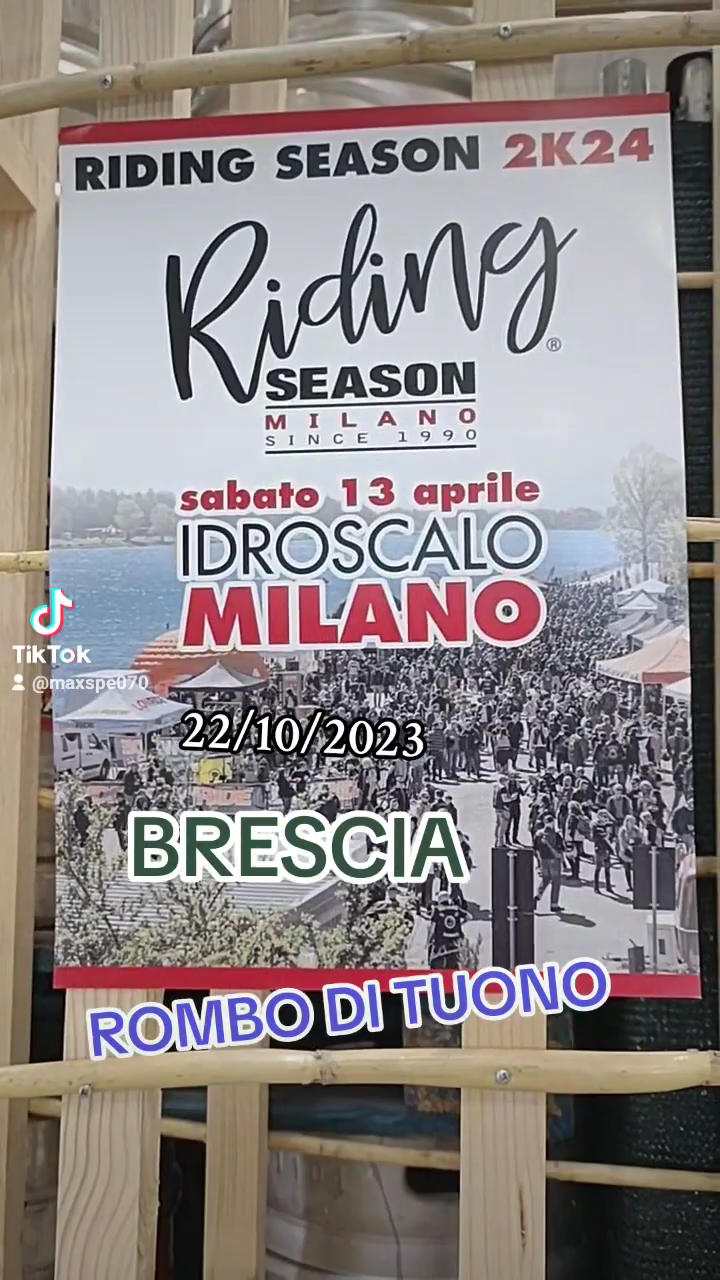 RIDING SEASON 2K24
Riding
®
SEASON
MILANO
SINCE 1990
sabato 13 aprile
IDROSCALO
MILANO
TikTok
@maxspe070
22/10/2023
BRESCIA
ROMBO DI TUONO